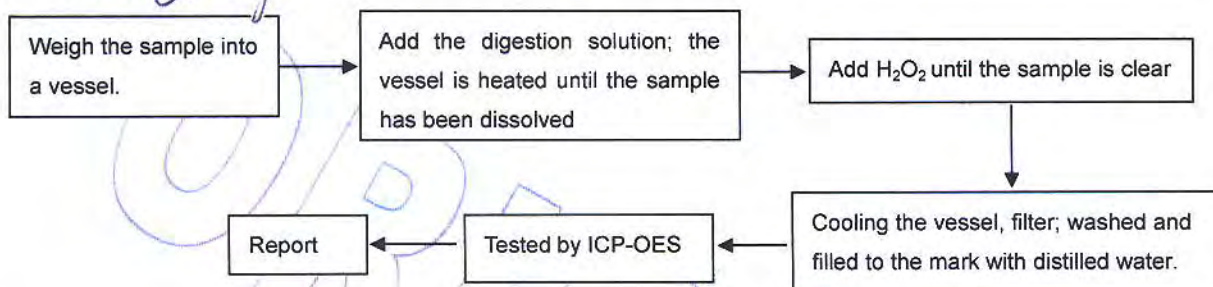 Weigh the sample into
a vessel.
Add the digestion solution; the
vessel is heated until the sample
has been dissolved
Add H₂O₂ until the sample is clear
Cooling the vessel, filter; washed and
filled to the mark with distilled water.
Tested by ICP-OES
Report